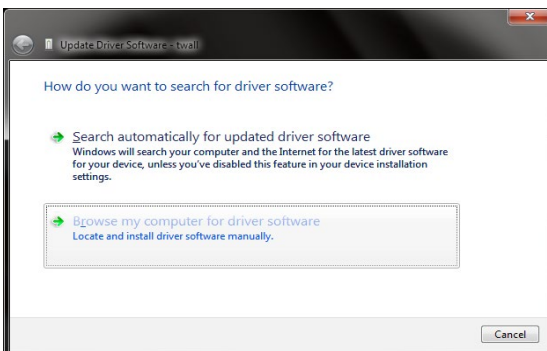 Update Driver Software - twall
How do you want to search for driver software?
Search automatically for updated driver software
Windows will search your computer and the Internet for the latest driver software
for your device, unless you've disabled this feature in your device installation
settings.
Browse my computer for driver software
Locate and install driver software manually.
Cancel